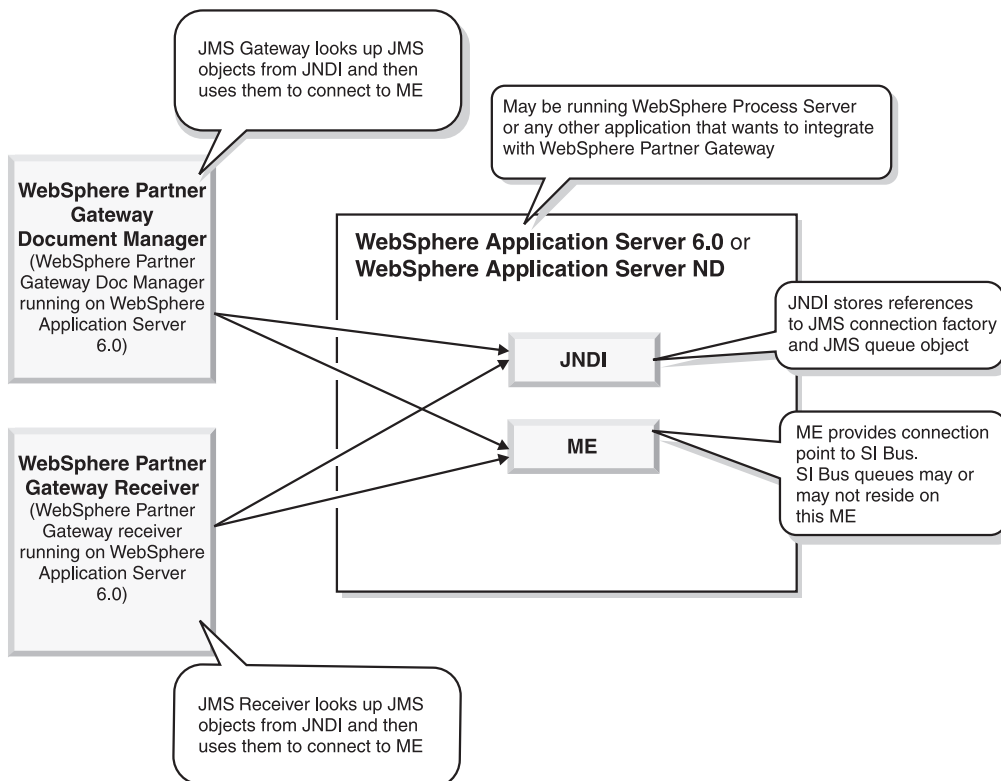 JMS Gateway looks up JMS
objects from JNDI and then
uses them to connect to ME
May be running WebSphere Process Server
or any other application that wants to integrate
with WebSphere Partner Gateway
WebSphere Partner
Gateway
Document Manager
(WebSphere Partner
Gateway Doc Manager
running on WebSphere
Application Server
6.0)
WebSphere Application Server 6.0 or
WebSphere Application Server ND
JNDI
JNDI stores references
to JMS connection factory
and JMS queue object
ME
ME provides connection
point to SI Bus.
SI Bus queues may or
may not reside on
this ME
WebSphere Partner
Gateway Receiver
(WebSphere Partner
Gateway receiver
running on WebSphere
Application Server
6.0)
JMS Receiver looks up JMS
objects from JNDI and then
uses them to connect to ME